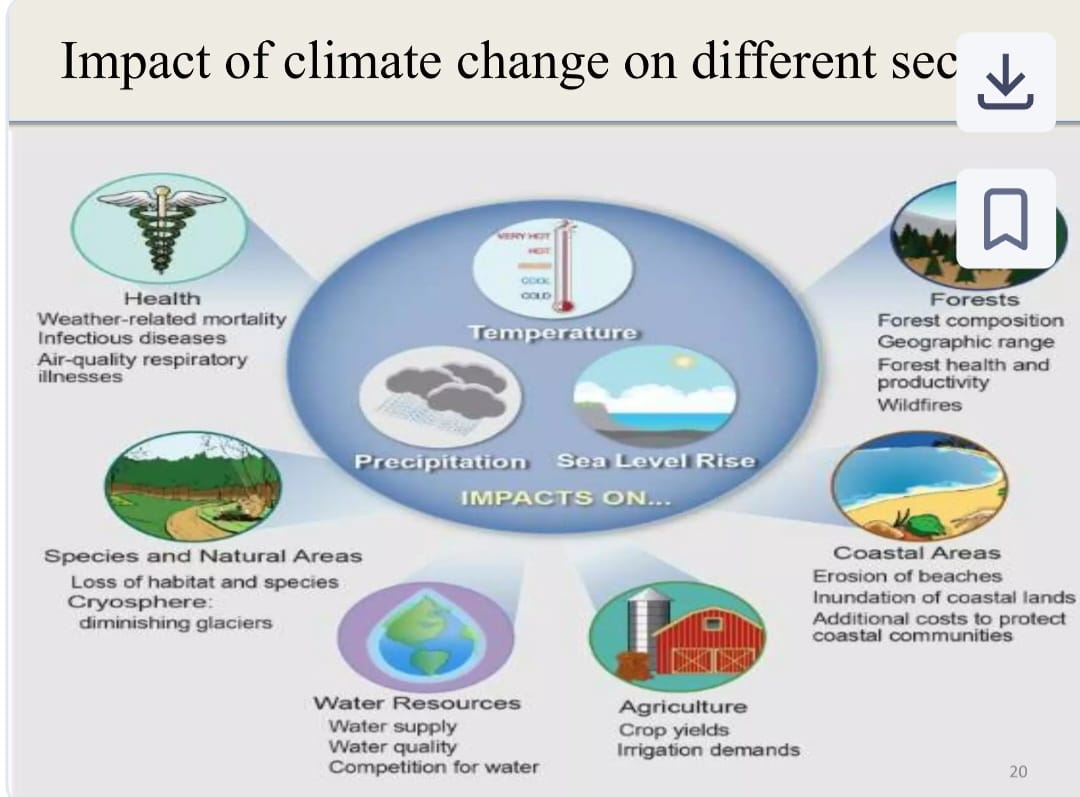 Impact of climate change on different sec
VERY HOT
HOT
COOL
COLD
Temperature
Precipitation
Sea Level Rise
IMPACTS ON...
Health
Weather-related mortality
Infectious diseases
Air-quality respiratory
illnesses
Forests
Forest composition
Geographic range
Forest health and
productivity
Wildfires
Species and Natural Areas
Loss of habitat and species
Cryosphere:
diminishing glaciers
Coastal Areas
Erosion of beaches
Inundation of coastal lands
Additional costs to protect
coastal communities
Water Resources
Water supply
Water quality
Competition for water
Agriculture
Crop yields
Irrigation demands
20